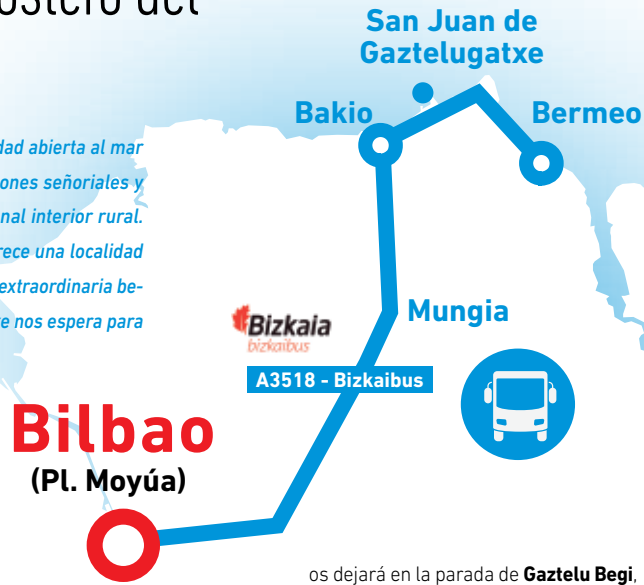 San Juan de
Gaztelugatxe
Bakio
Bermeo
dad abierta al mar
ones señoriales y
nal interior rural.
rece una localidad
extraordinaria be-
e nos espera para
Bizkaia
bizkaibus
Mungia
A3518 - Bizkaibus
Bilbao
(Pl. Moyúa)
os dejará en la parada de Gaztelu Begi,